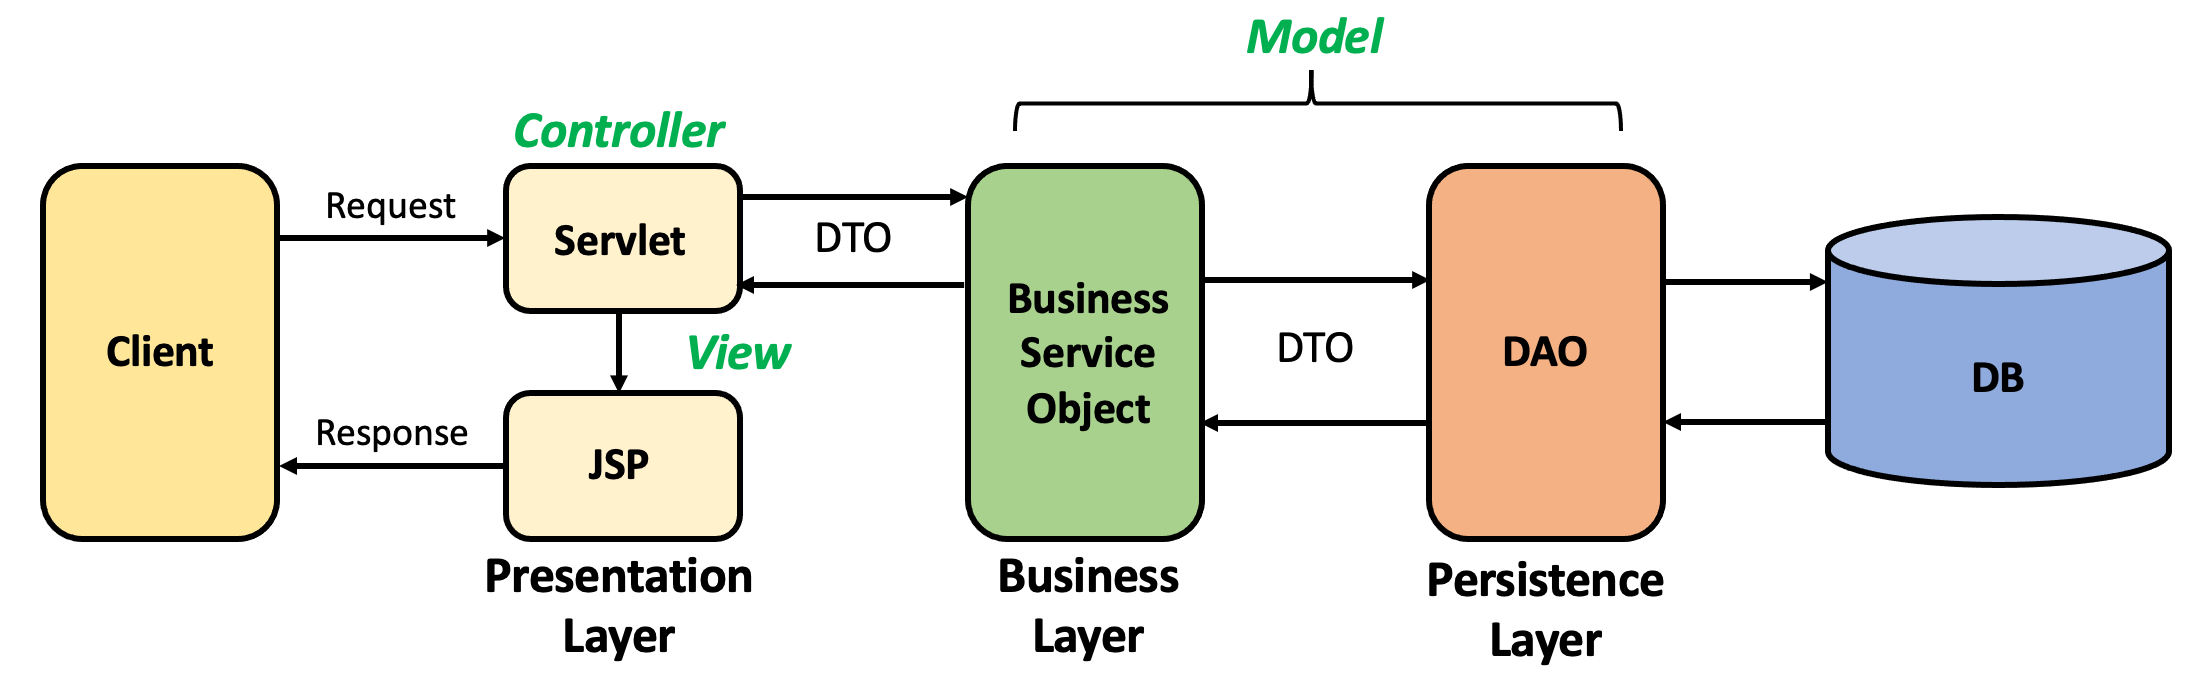 Model
Controller
Client
Request
Servlet
DTO
View
Response
JSP
Presentation
Layer
Business
Service
Object
Business
Layer
DTO
DAO
Persistence
Layer
DB